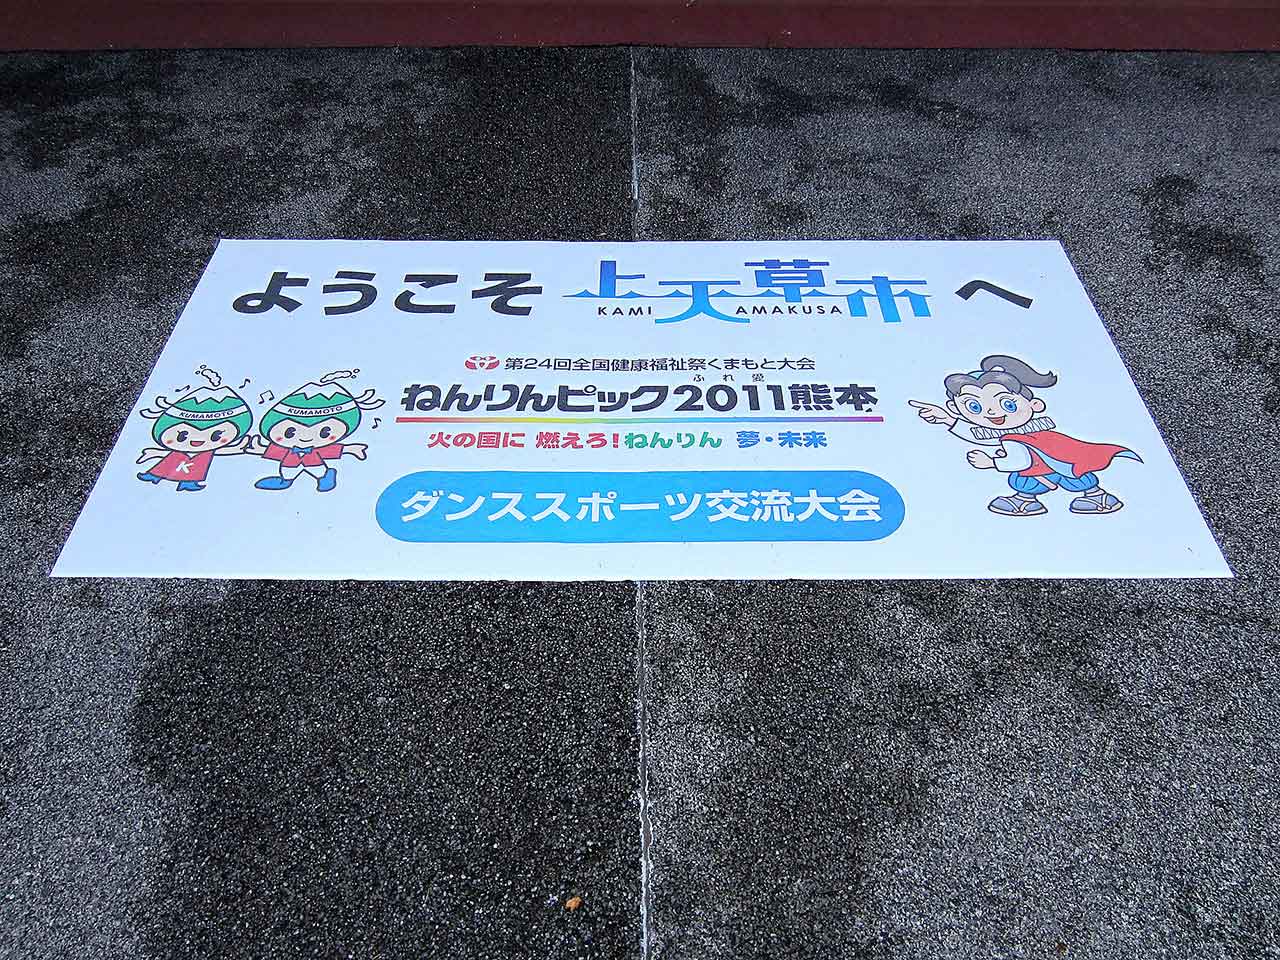 ようこそ 上天草市 へ
KAMI AMAKUSA
第24回全国健康福祉祭くまもと大会
ふれ愛
ねんりんピック2011熊本
火の国に 燃えろ!ねんりん 夢・未来
ダンススポーツ交流大会
KUMAMOTO
KUMAMOTO
K